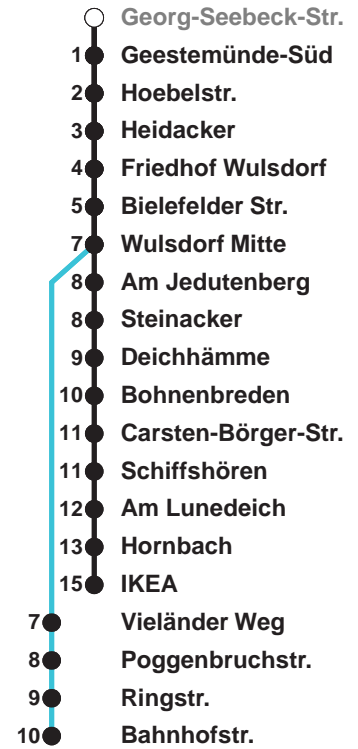 Georg-Seebeck-Str.
1 Geestemünde-Süd
2 Hoebelstr.
3 Heidacker
4 Friedhof Wulsdorf
5 Bielefelder Str.
7 Wulsdorf Mitte
8 Am Jedutenberg
8 Steinacker
9 Deichhämme
10 Bohnenbreden
11 Carsten-Börger-Str.
11 Schiffshören
12 Am Lunedeich
13 Hornbach
15 IKEA
7 Vieländer Weg
8 Poggenbruchstr.
9 Ringstr.
10 Bahnhofstr.